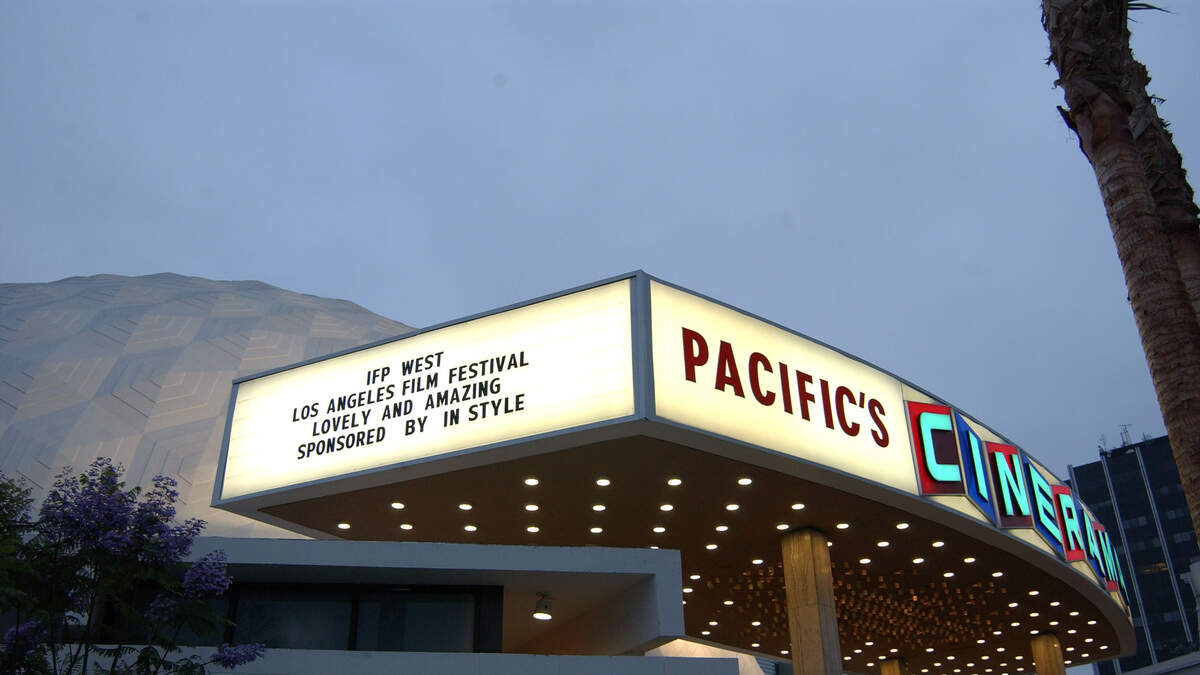 IFP WEST
LOS ANGELES FILM FESTIVAL
LOVELY AND AMAZING
SPONSORED BY IN STYLE
PACIFIC'S
CINERAMA